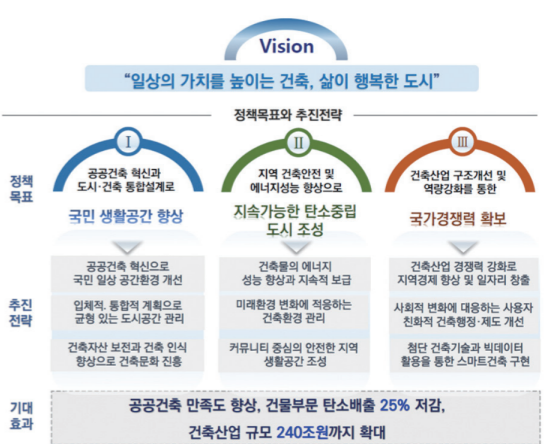 Vision
“일상의 가치를 높이는 건축, 삶이 행복한 도시”
정책목표와 추진전략
정책
목표
I
공공건축 혁신과
도시·건축 통합설계로
국민 생활공간 향상
II
지역 건축안전 및
에너지성능 향상으로
지속가능한 탄소중립
도시 조성
III
건축산업 구조개선 및
역량강화를 통한
국가경쟁력 확보
추진
전략
공공건축 혁신으로
국민 일상 공간환경 개선
입체적. 통합적 계획으로
균형 있는 도시공간 관리
건축자산 보전과 건축 인식
향상으로 건축문화 진흥
건축물의 에너지
성능 향상과 지속적 보급
미래환경 변화에 적응하는
건축환경 관리
커뮤니티 중심의 안전한 지역
생활공간 조성
건축산업 경쟁력 강화로
지역경제 향상 및 일자리 창출
사회적 변화에 대응하는 사용자
친화적 건축행정·제도 개선
첨단 건축기술과 빅데이터
활용을 통한 스마트건축 구현
기대
효과
공공건축 만족도 향상, 건물부문 탄소배출 25% 저감,
건축산업 규모 240조원까지 확대